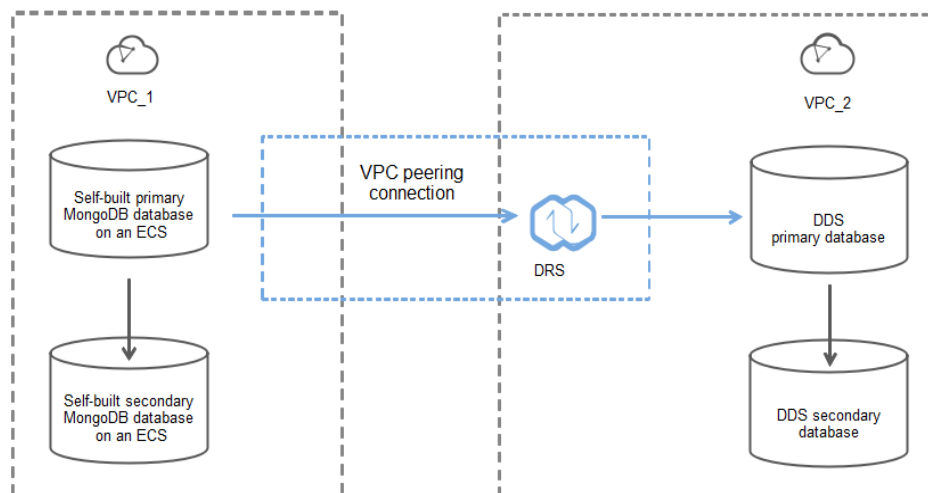 VPC_1
VPC_2
Self-built primary
MongoDB database
on an ECS
VPC peering
connection
DRS
DDS
primary database
Self-built secondary
MongoDB database
on an ECS
DDS secondary
database